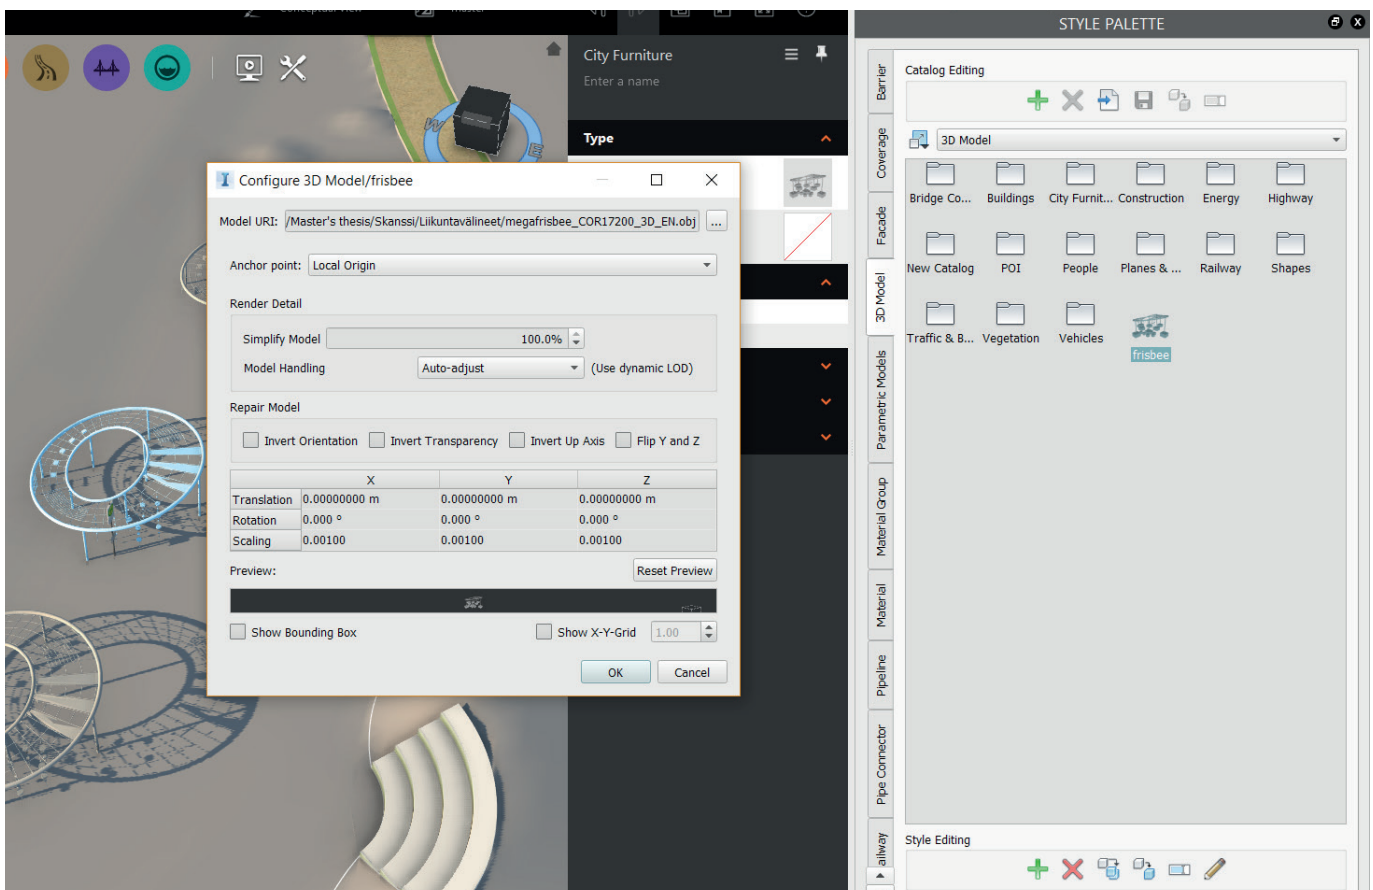 Conceptual View
Master
City Furniture
Enter a name
Type
W
E
Configure 3D Model/frisbee
Model URI:
/Master's thesis/Skanssi/Liikuntavälineet/megafrisbee_COR17200_3D_EN.obj
...
Anchor point:
Local Origin
Render Detail
Simplify Model
100.0%
Model Handling
Auto-adjust
(Use dynamic LOD)
Repair Model
Invert Orientation
Invert Transparency
Invert Up Axis
Flip Y and Z
X Y Z
Translation 0.00000000 m 0.00000000 m 0.00000000 m
Rotation 0.000 ° 0.000 ° 0.000 °
Scaling 0.00100 0.00100 0.00100
Preview:
Reset Preview
Show Bounding Box
Show X-Y-Grid
1.00
OK
Cancel
STYLE PALETTE
Barrier
Coverage
Facade
3D Model
Parametric Models
Material Group
Material
Pipeline
Pipe Connector
ailway
Catalog Editing
3D Model
Bridge Co... Buildings City Furnit... Construction Energy Highway
New Catalog POI People Planes & ... Railway Shapes
Traffic & B... Vegetation Vehicles frisbee
Style Editing